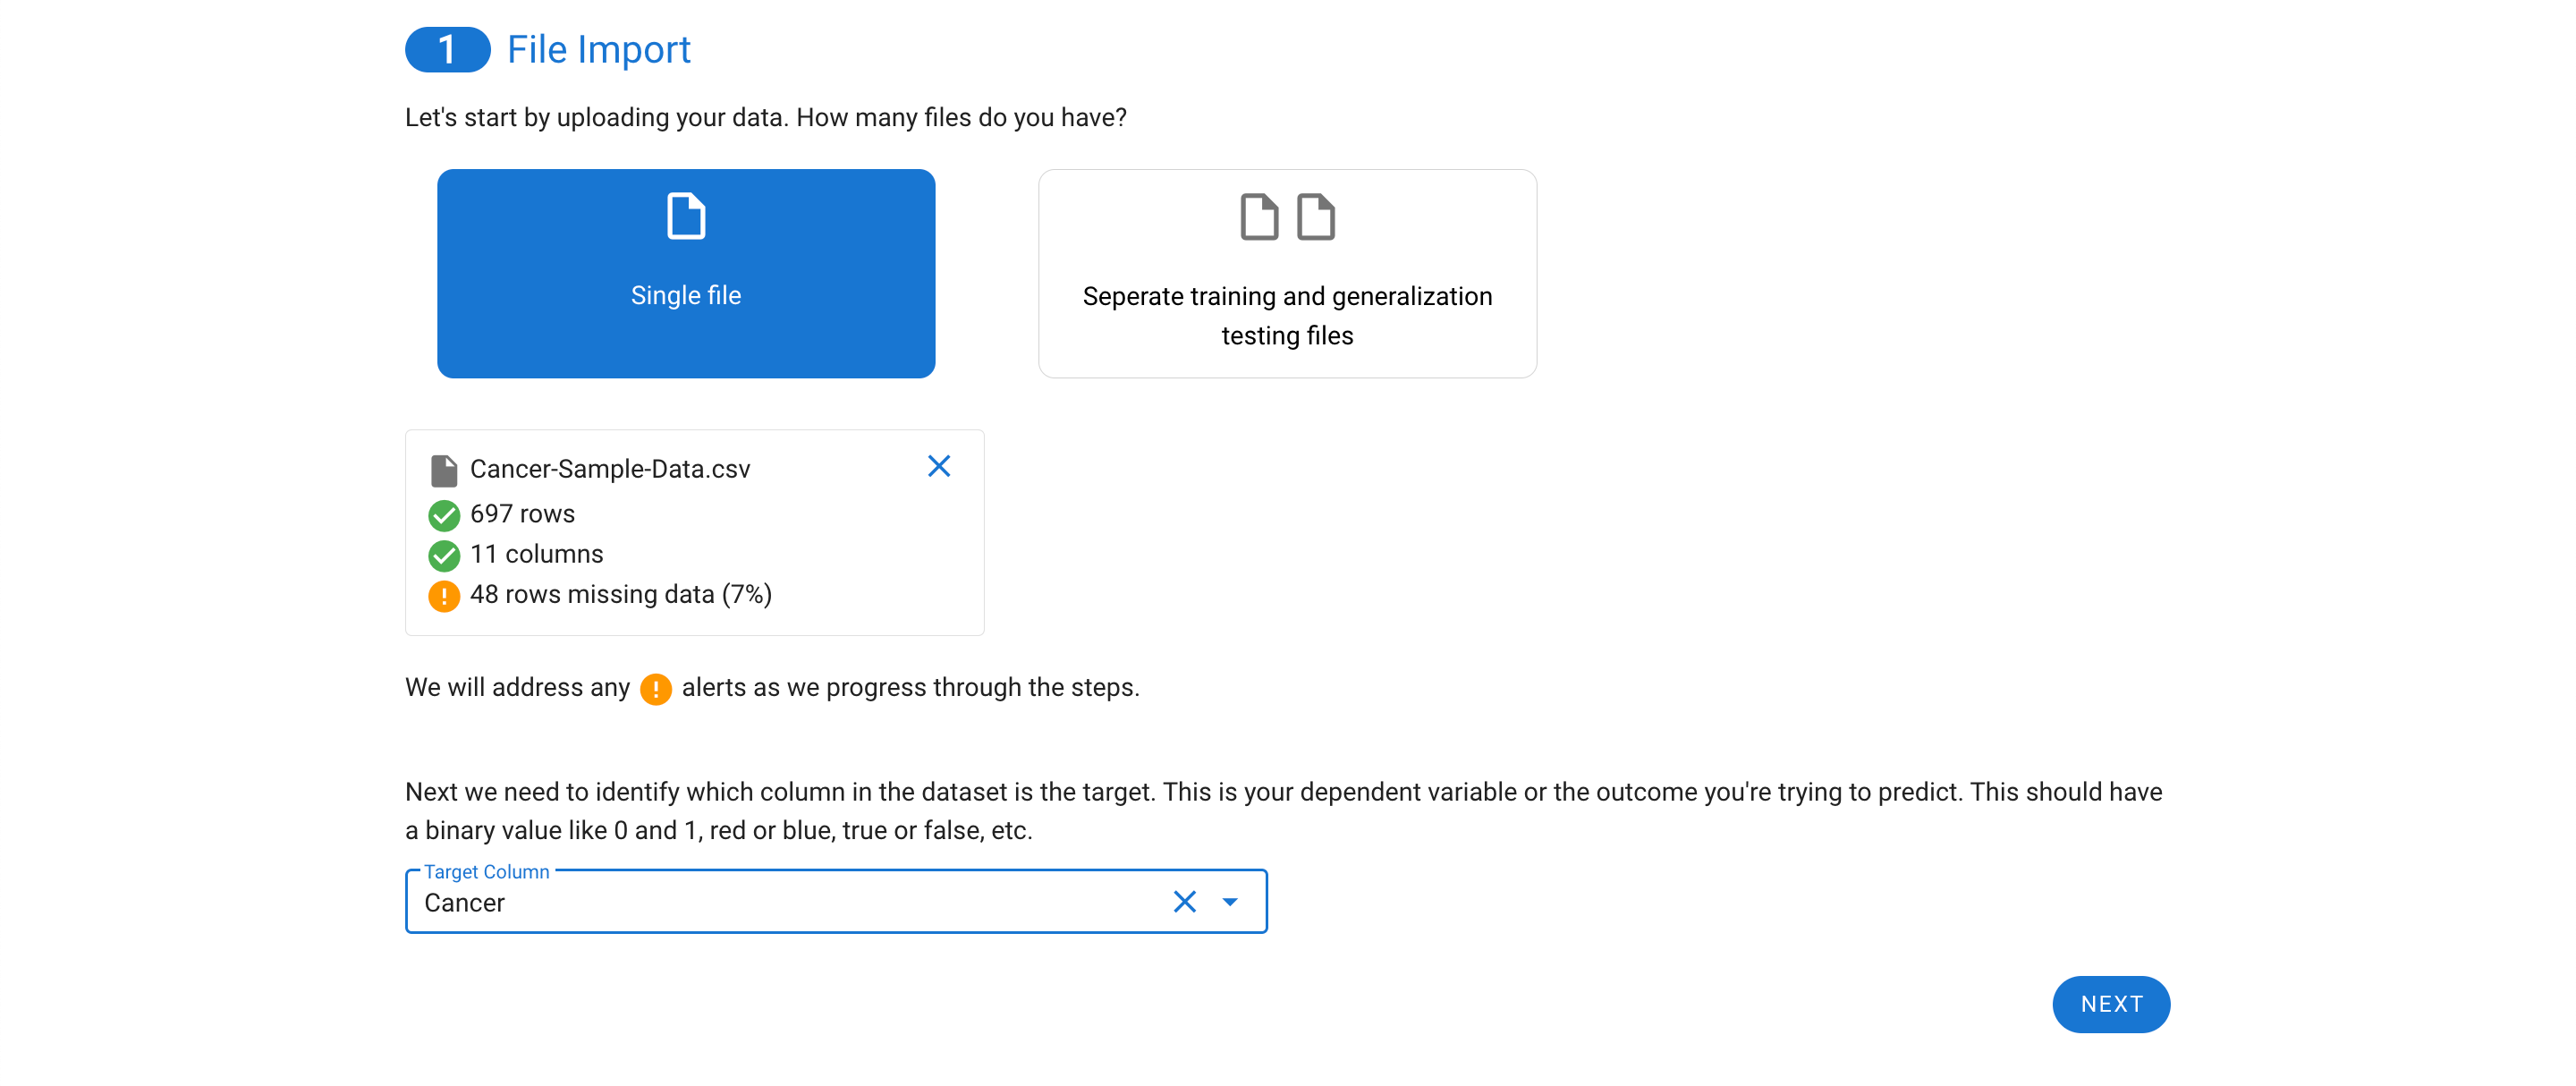 1 File Import
Let's start by uploading your data. How many files do you have?
Single file
Seperate training and generalization
testing files
Cancer-Sample-Data.csv
697 rows
11 columns
48 rows missing data (7%)
We will address any ! alerts as we progress through the steps.
Next we need to identify which column in the dataset is the target. This is your dependent variable or the outcome you're trying to predict. This should have
a binary value like 0 and 1, red or blue, true or false, etc.
Target Column
Cancer
NEXT